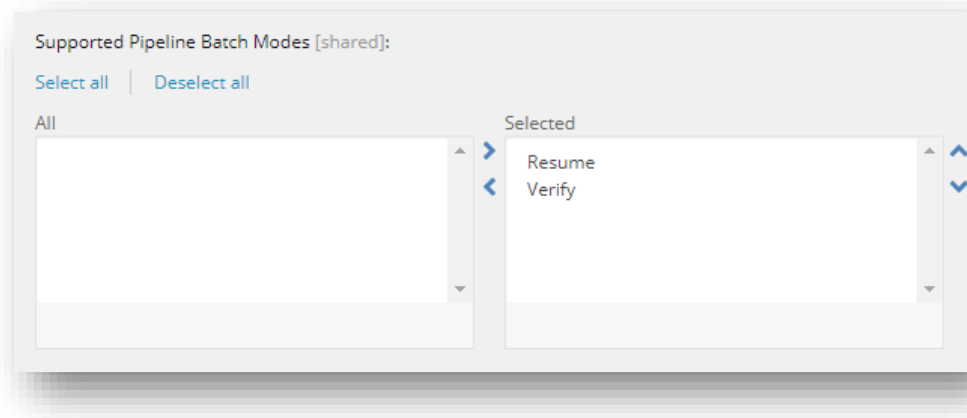 Supported Pipeline Batch Modes [shared]:
Select all Deselect all
All Selected
Resume
Verify